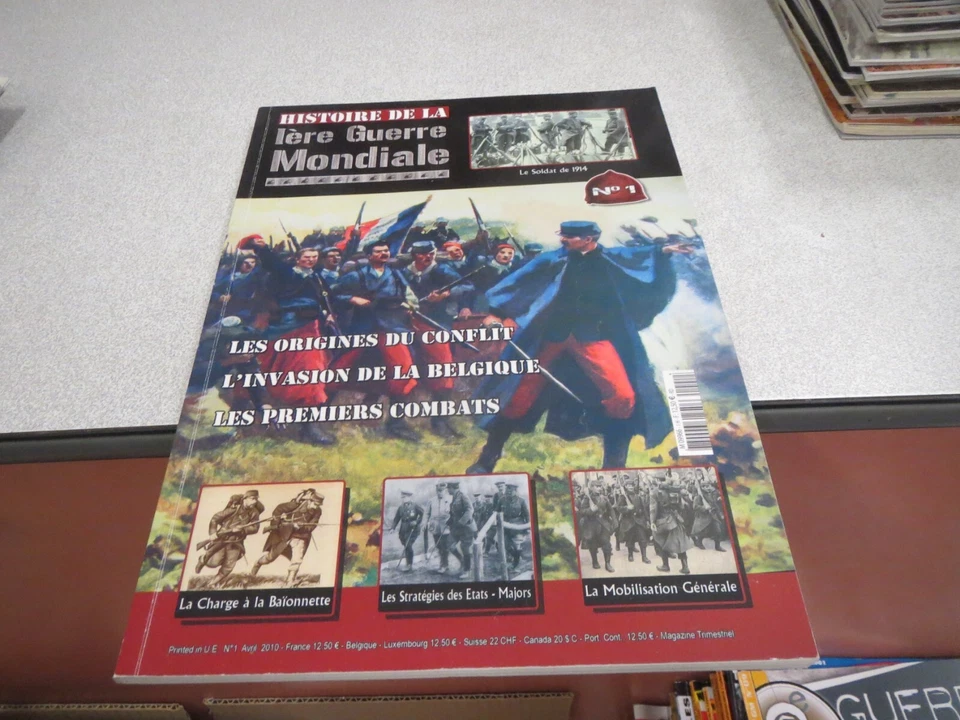 HISTOIRE DE LA
1ère Guerre
Mondiale
Le Soldat de 1914
N° 1
LES ORIGINES DU CONFLIT
L'INVASION DE LA BELGIQUE
LES PREMIERS COMBATS
La Charge à la Baïonnette
Les Stratégies des Etats - Majors
La Mobilisation Générale
Printed in U.E. N°1 Avril 2010 - France 12.50 € - Belgique - Luxembourg 12.50 € - Suisse 22 CHF - Canada 20 $ C - Port. Cont. 12.50 € - Magazine Trimestriel